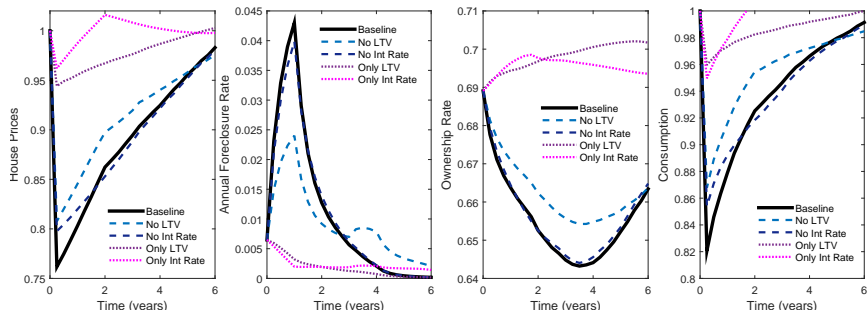 House Prices
1
0.95
0.9
0.85
0.8
0.75
0 2 4 6
Time (years)
Baseline
No LTV
No Int Rate
Only LTV
Only Int Rate
Annual Foreclosure Rate
0.045
0.04
0.035
0.03
0.025
0.02
0.015
0.01
0.005
0
0 2 4 6
Time (years)
Baseline
No LTV
No Int Rate
Only LTV
Only Int Rate
Ownership Rate
0.7
0.69
0.68
0.67
0.66
0.65
0.64
0 2 4 6
Time (years)
Baseline
No LTV
No Int Rate
Only LTV
Only Int Rate
Consumption
1
0.98
0.96
0.94
0.92
0.9
0.88
0.86
0.84
0.82
0.8
0 2 4 6
Time (years)
Baseline
No LTV
No Int Rate
Only LTV
Only Int Rate